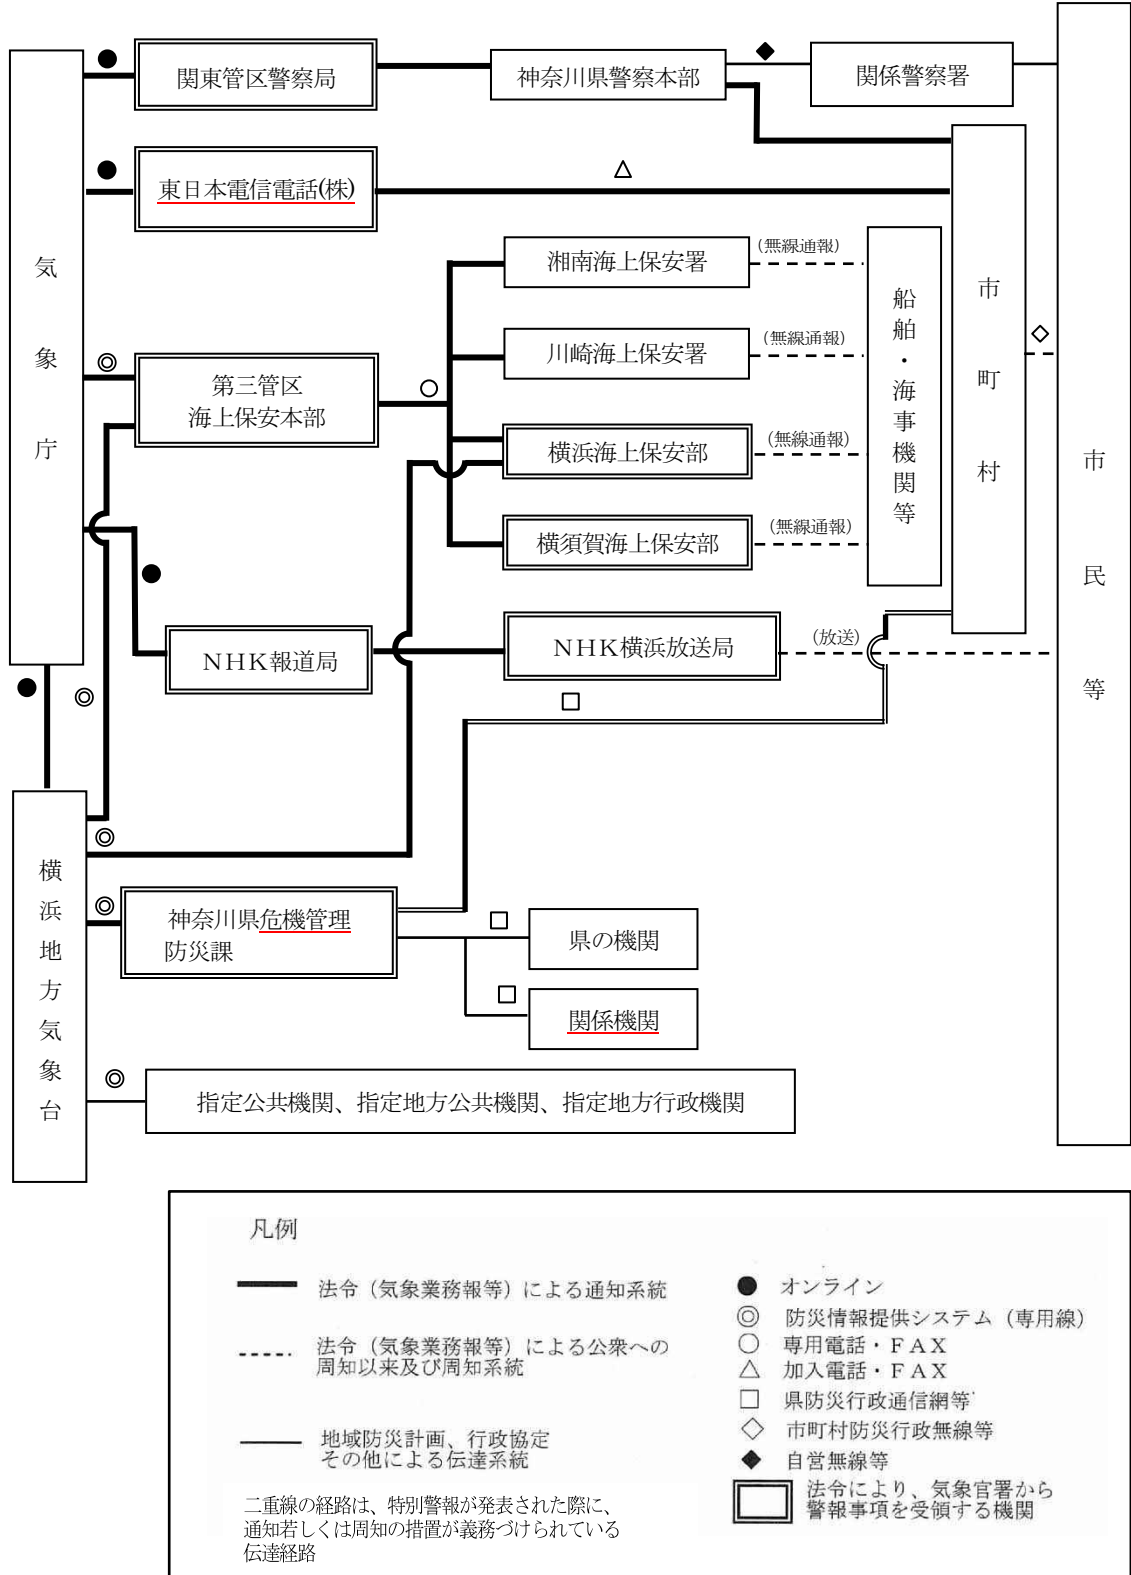 気象庁
関東管区警察局
神奈川県警察本部
関係警察署
東日本電信電話(株)
第三管区
海上保安本部
湘南海上保安署
(無線通報)
川崎海上保安署
(無線通報)
横浜海上保安部
(無線通報)
横須賀海上保安部
(無線通報)
船舶・海事機関等
市町村
市民等
NHK報道局
NHK横浜放送局
(放送)
横浜地方気象台
神奈川県危機管理
防災課
県の機関
関係機関
指定公共機関、指定地方公共機関、指定地方行政機関
凡例
法令(気象業務報等)による通知系統
法令(気象業務報等)による公衆への
周知以来及び周知系統
地域防災計画、行政協定
その他による伝達系統
二重線の経路は、特別警報が発表された際に、
通知若しくは周知の措置が義務づけられている
伝達経路
● オンライン
◎ 防災情報提供システム(専用線)
○ 専用電話・FAX
△ 加入電話・FAX
□ 県防災行政通信網等
◇ 市町村防災行政無線等
◆ 自営無線等
法令により、気象官署から
警報事項を受領する機関